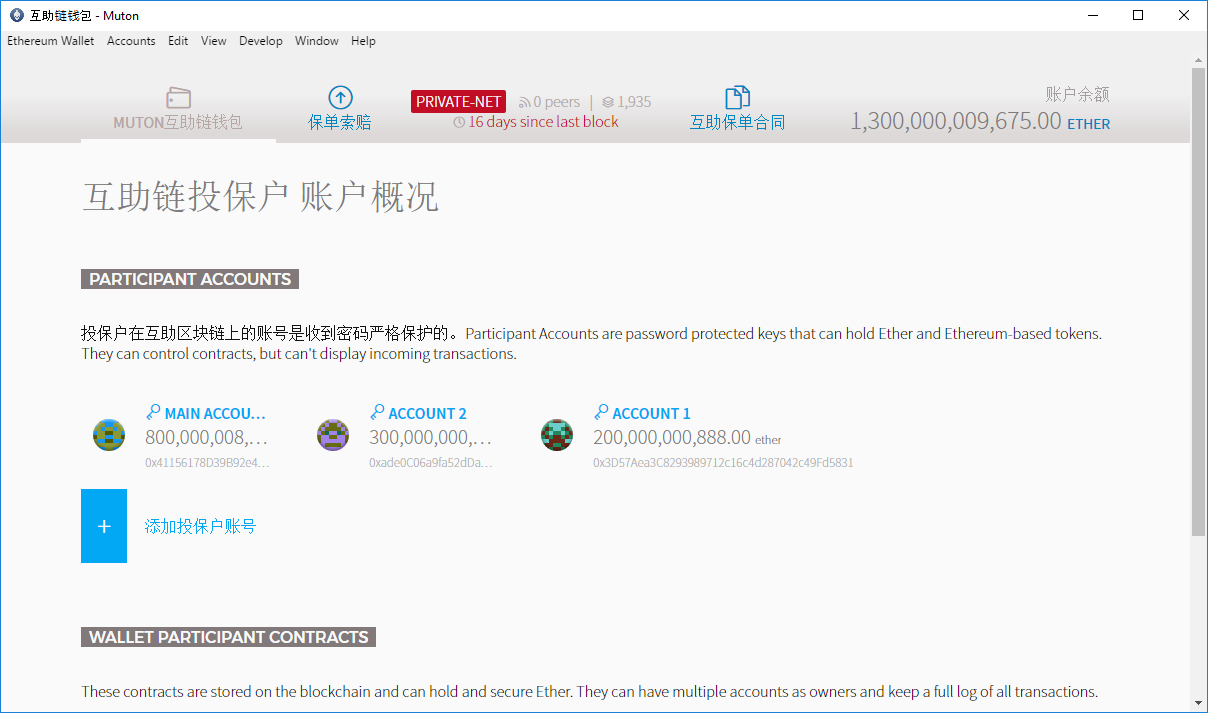 互助链钱包 - Muton
Ethereum Wallet Accounts Edit View Develop Window Help
MUTON互助链钱包
保单索赔
PRIVATE-NET 0 peers | 1,935
16 days since last block
互助保单合同
账户余额
1,300,000,009,675.00 ETHER
互助链投保户 账户概况
PARTICIPANT ACCOUNTS
投保户在互助区块链上的账号是收到密码严格保护的。Participant Accounts are password protected keys that can hold Ether and Ethereum-based tokens.
They can control contracts, but can't display incoming transactions.
MAIN ACCOU...
800,000,008,...
0x41156178D39B92e4...
ACCOUNT 2
300,000,000,...
0xade0C06a9fa52dDa...
ACCOUNT 1
200,000,000,888.00 ether
0x3D57Aea3C8293989712c16c4d287042c49Fd5831
+ 添加投保户账号
WALLET PARTICIPANT CONTRACTS
These contracts are stored on the blockchain and can hold and secure Ether. They can have multiple accounts as owners and keep a full log of all transactions.